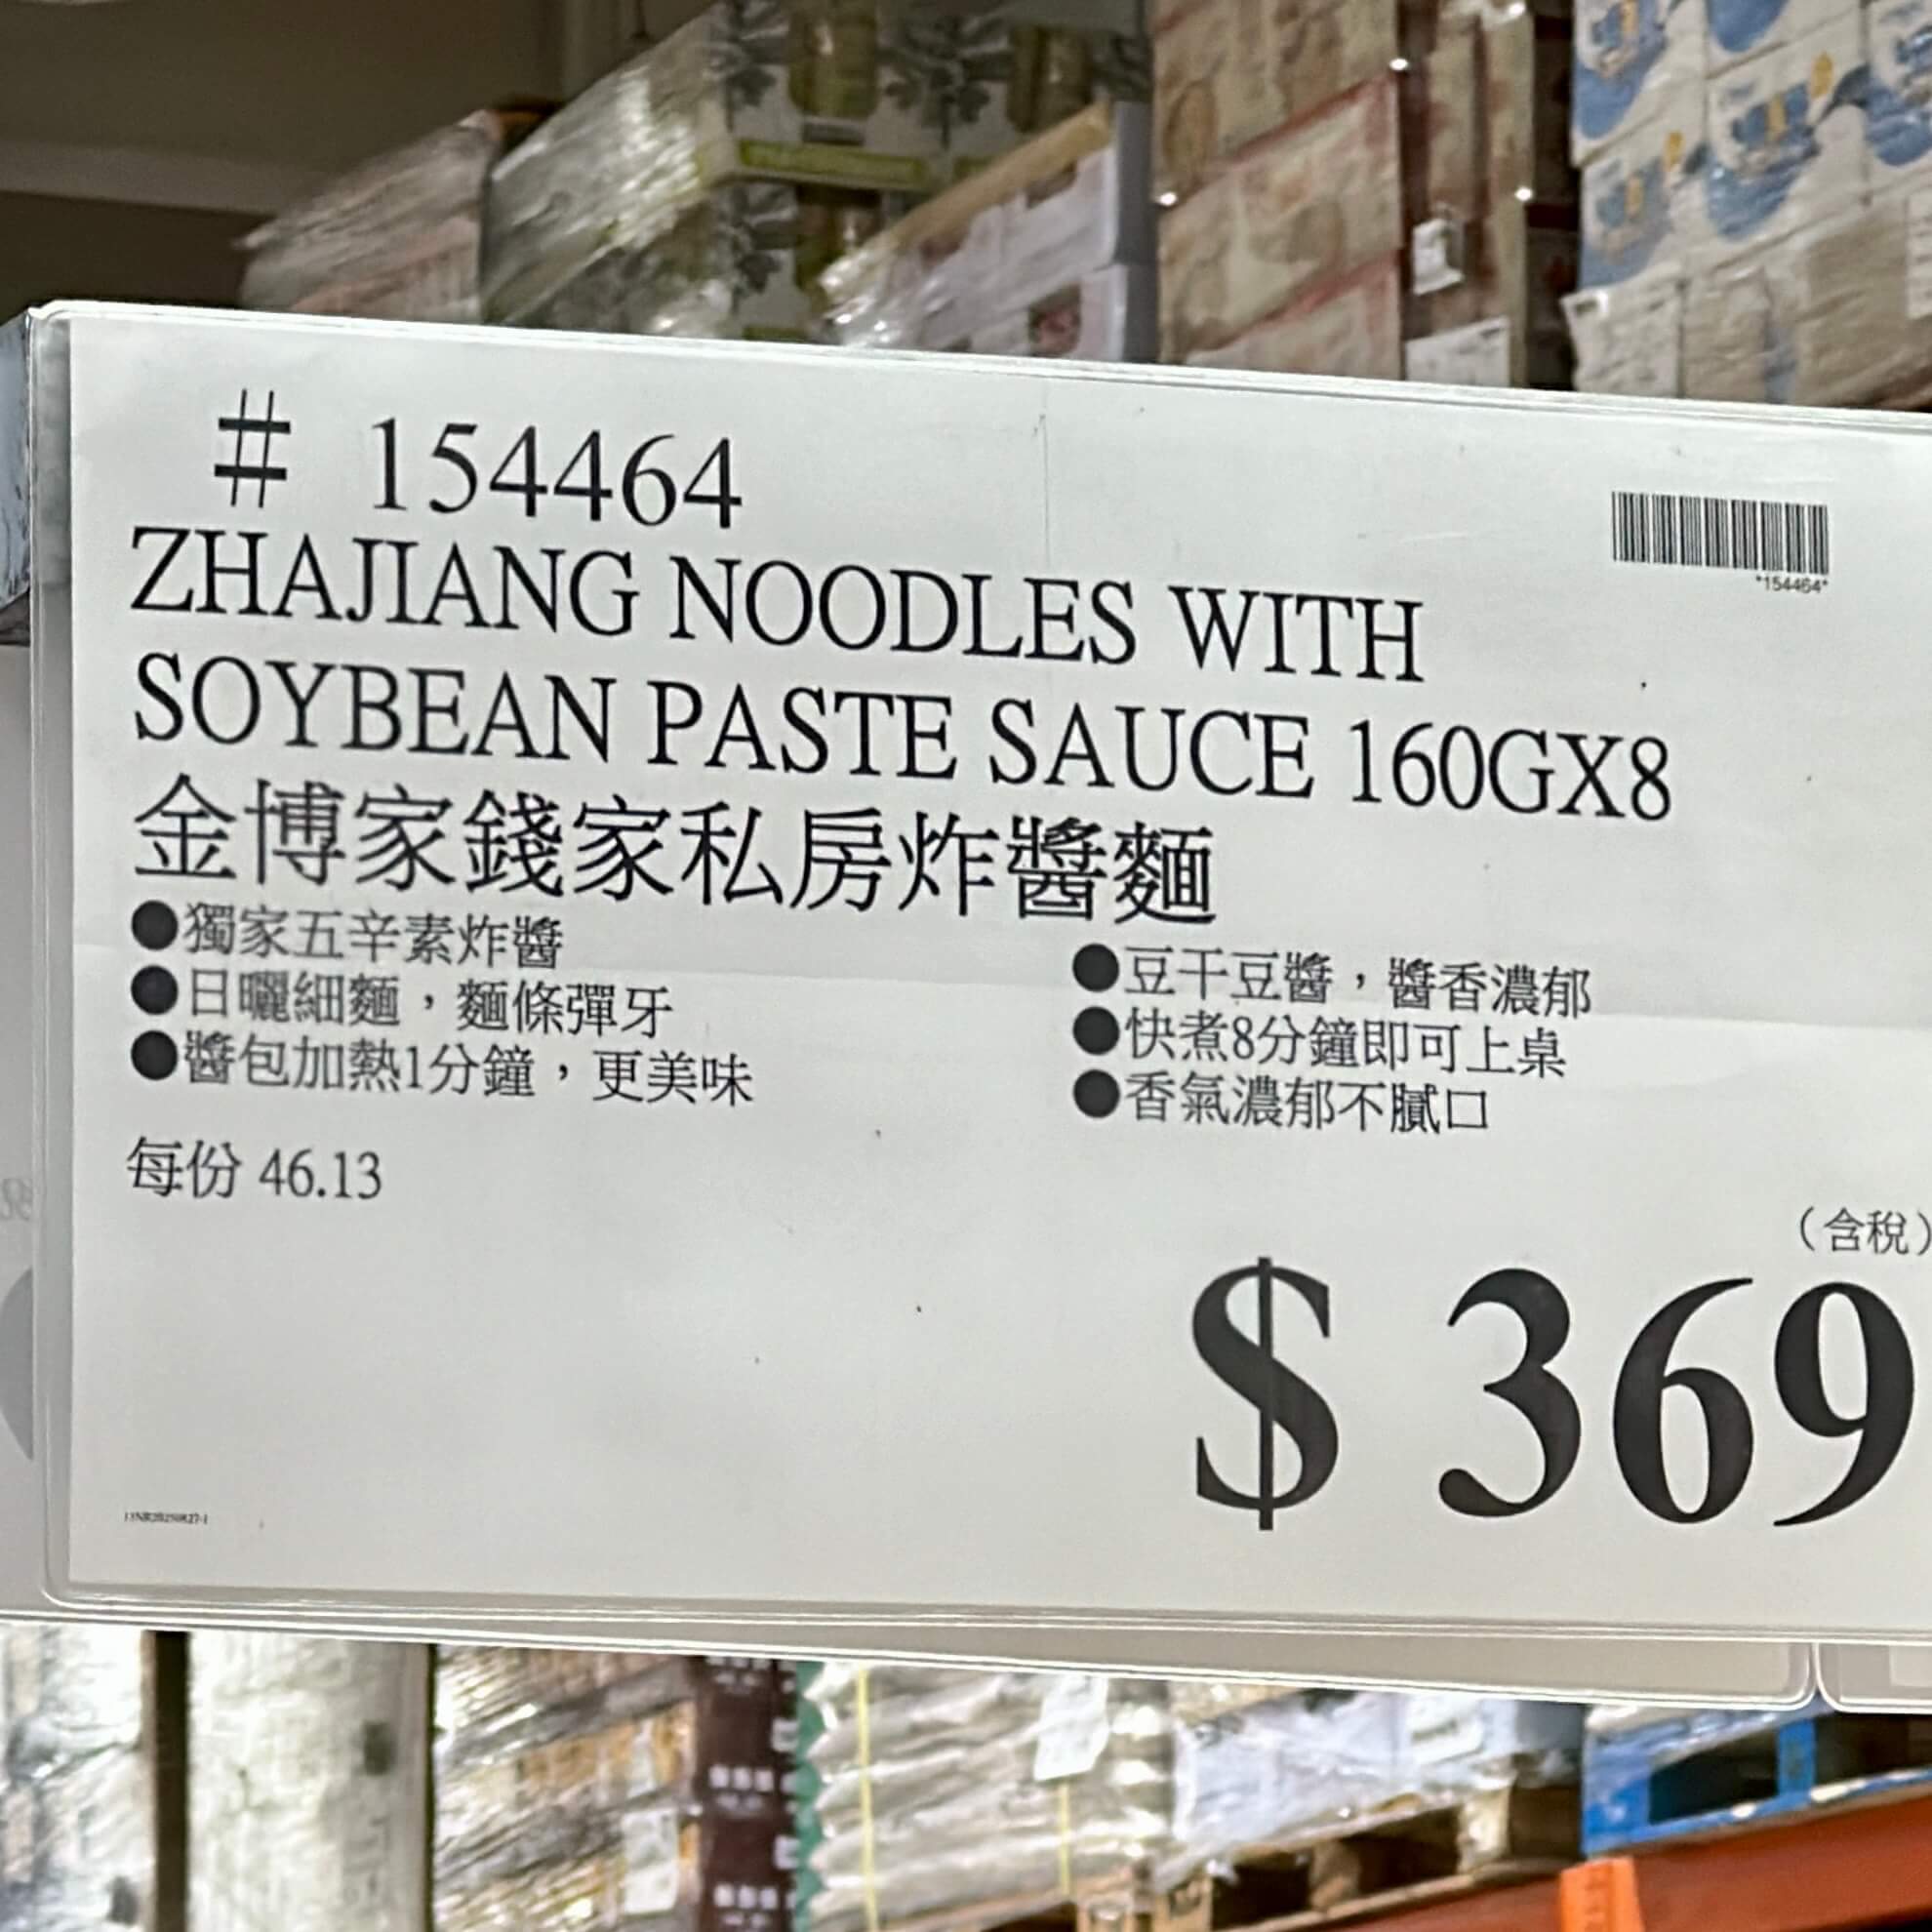 # 154464
*154464*
ZHAJIANG NOODLES WITH
SOYBEAN PASTE SAUCE 160GX8
金博家錢家私房炸醬麵
●獨家五辛素炸醬
●日曬細麵，麵條彈牙
●醬包加熱1分鐘，更美味
●豆干豆醬，醬香濃郁
●快煮8分鐘即可上桌
●香氣濃郁不膩口
每份 46.13
（含稅）
$ 369